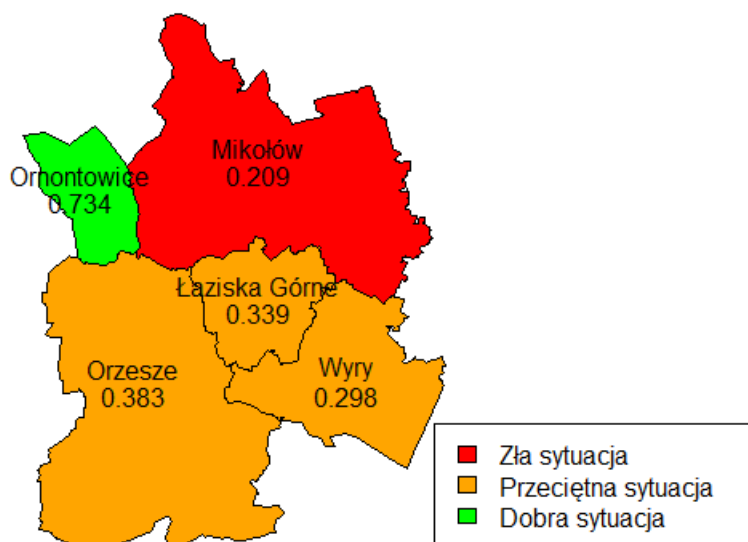 Mikołów
0.209
Ornontowice
0.734
Łaziska Górne
0.339
Orzesze
0.383
Wyry
0.298
Zła sytuacja
Przeciętna sytuacja
Dobra sytuacja